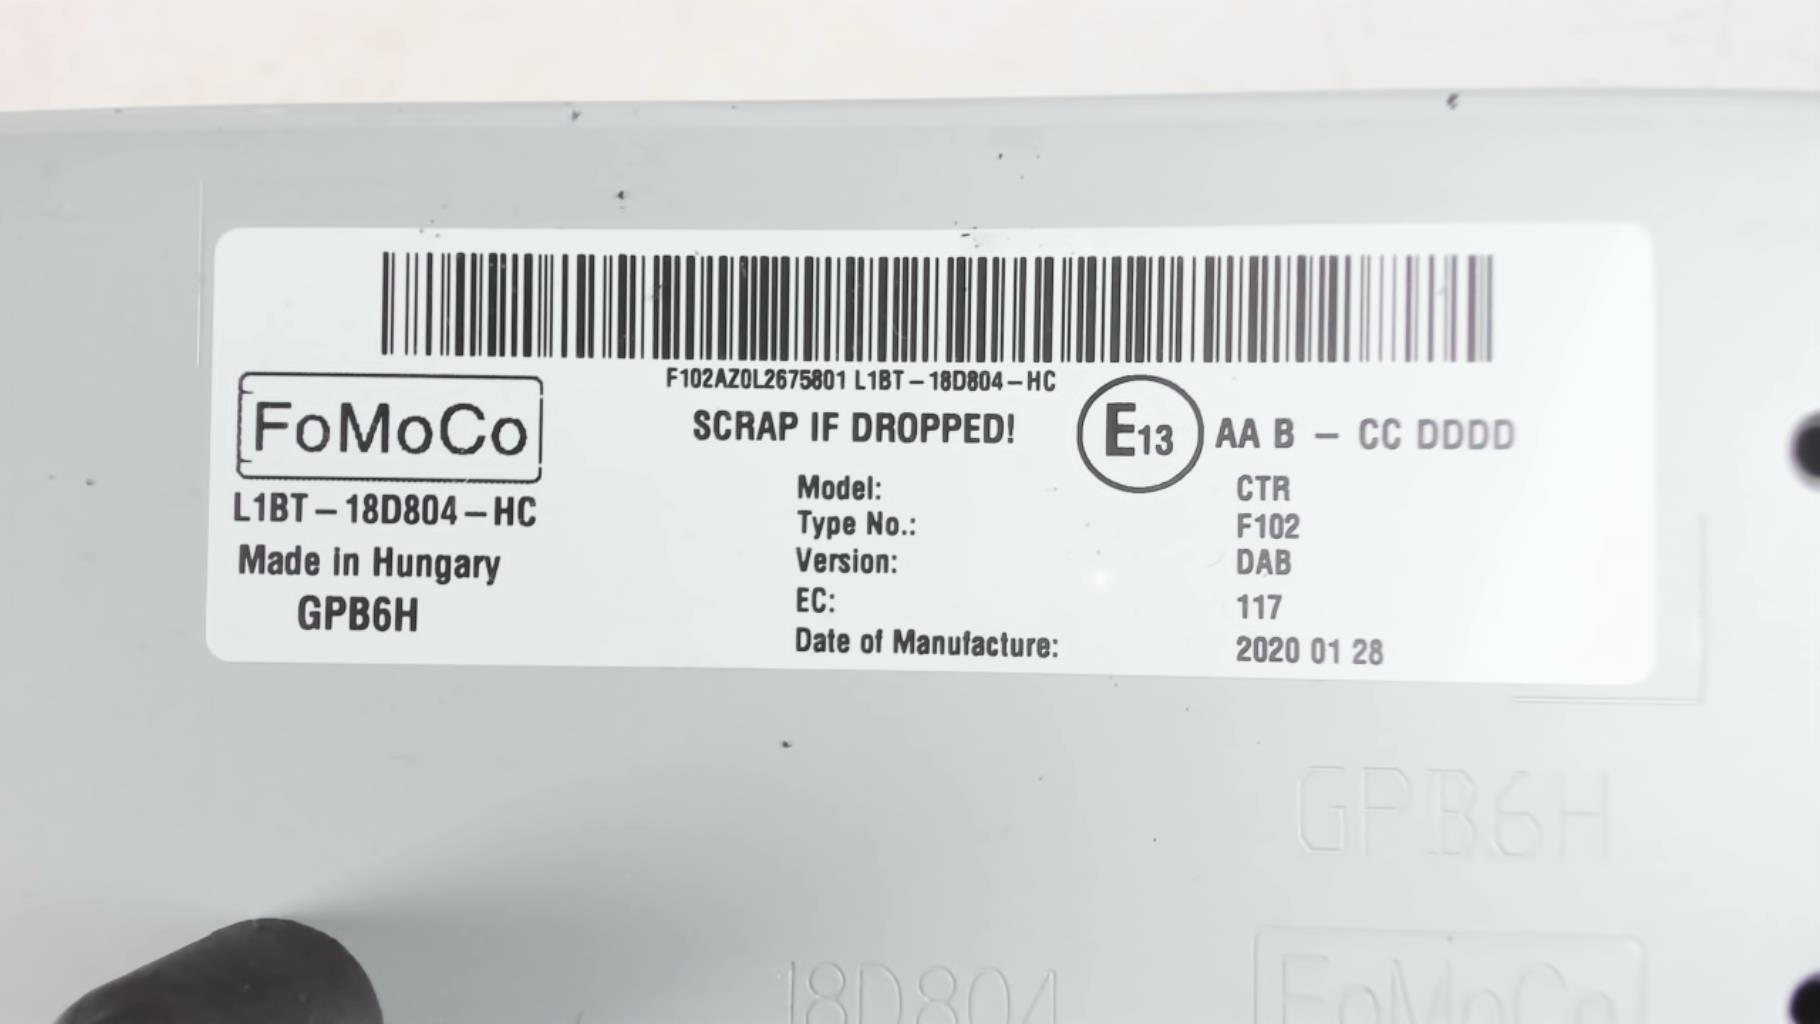 F102AZ0L2675801 L1BT-18D804-HC
FoMoCo
SCRAP IF DROPPED!
E13 AA B - CC DDDD
L1BT-18D804-HC
Made in Hungary
GPB6H
Model: CTR
Type No.: F102
Version: DAB
EC: 117
Date of Manufacture: 2020 01 28
GPB6H
18D804
FoMoCo